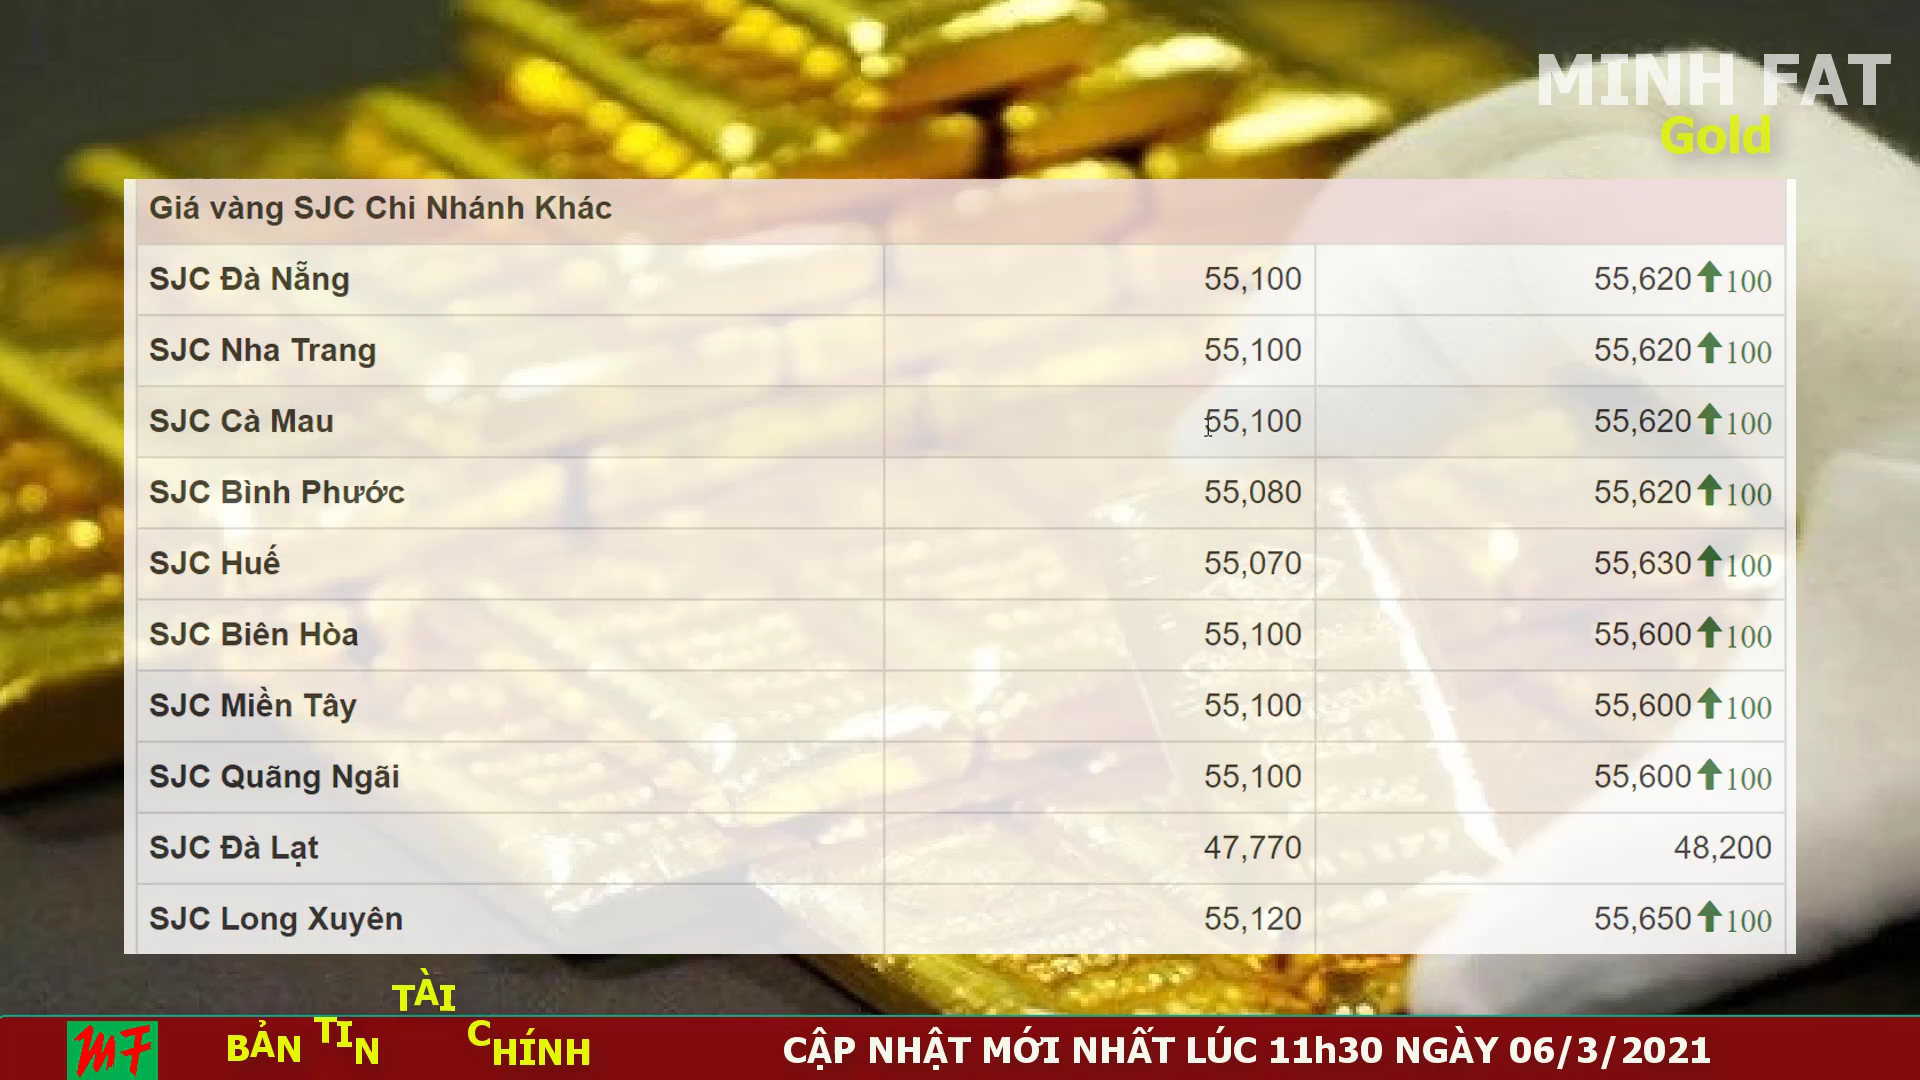 MINH FAT
Gold
Giá vàng SJC Chi Nhánh Khác
SJC Đà Nẵng 55,100 55,620 100
SJC Nha Trang 55,100 55,620 100
SJC Cà Mau 55,100 55,620 100
SJC Bình Phước 55,080 55,620 100
SJC Huế 55,070 55,630 100
SJC Biên Hòa 55,100 55,600 100
SJC Miền Tây 55,100 55,600 100
SJC Quãng Ngãi 55,100 55,600 100
SJC Đà Lạt 47,770 48,200
SJC Long Xuyên 55,120 55,650 100
MF BẢN TIN TÀI CHÍNH CẬP NHẬT MỚI NHẤT LÚC 11h30 NGÀY 06/3/2021